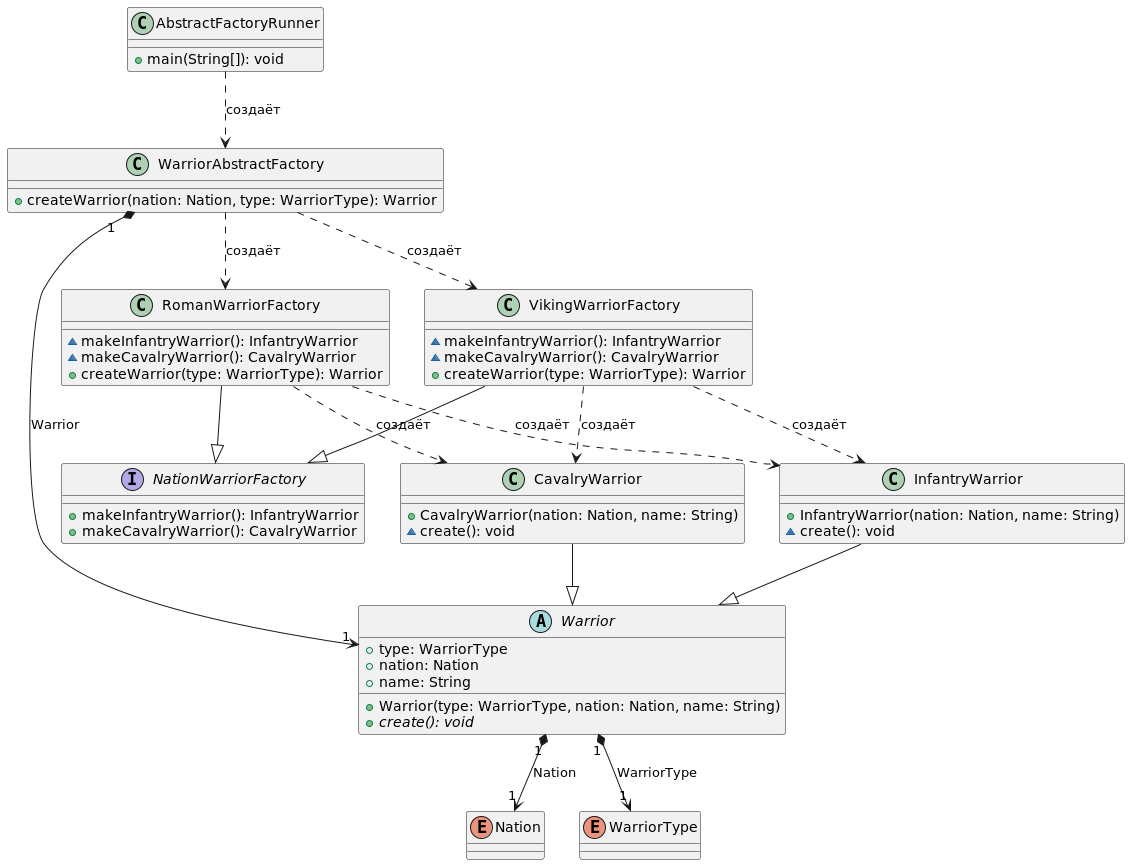 C AbstractFactoryRunner
main(String[]): void
создаёт
C WarriorAbstractFactory
createWarrior(nation: Nation, type: WarriorType): Warrior
1
создаёт
создаёт
C RomanWarriorFactory
makeInfantryWarrior(): InfantryWarrior
makeCavalryWarrior(): CavalryWarrior
createWarrior(type: WarriorType): Warrior
C VikingWarriorFactory
makeInfantryWarrior(): InfantryWarrior
makeCavalryWarrior(): CavalryWarrior
createWarrior(type: WarriorType): Warrior
Warrior
создаёт
создаёт
создаёт
создаёт
I NationWarriorFactory
makeInfantryWarrior(): InfantryWarrior
makeCavalryWarrior(): CavalryWarrior
C CavalryWarrior
CavalryWarrior(nation: Nation, name: String)
create(): void
C InfantryWarrior
InfantryWarrior(nation: Nation, name: String)
create(): void
1
A Warrior
type: WarriorType
nation: Nation
name: String
Warrior(type: WarriorType, nation: Nation, name: String)
create(): void
1
1
Nation
WarriorType
1
1
E Nation
E WarriorType